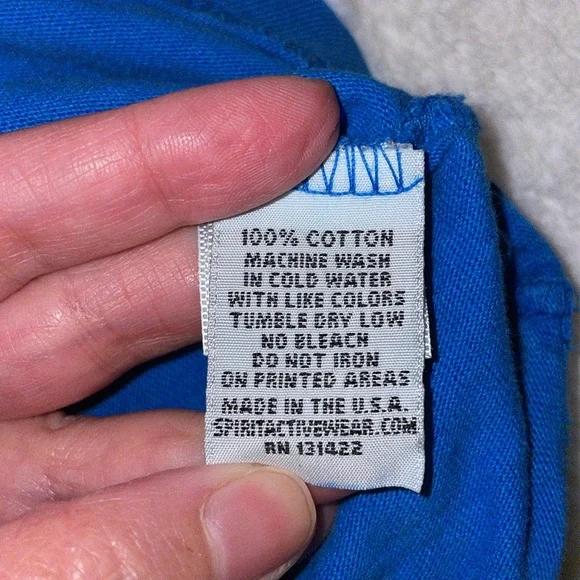 100% COTTON
MACHINE WASH
IN COLD WATER
WITH LIKE COLORS
TUMBLE DRY LOW
NO BLEACH
DO NOT IRON
ON PRINTED AREAS
MADE IN THE U.S.A.
SPIRITACTIVEWEAR.COM
RN 131422